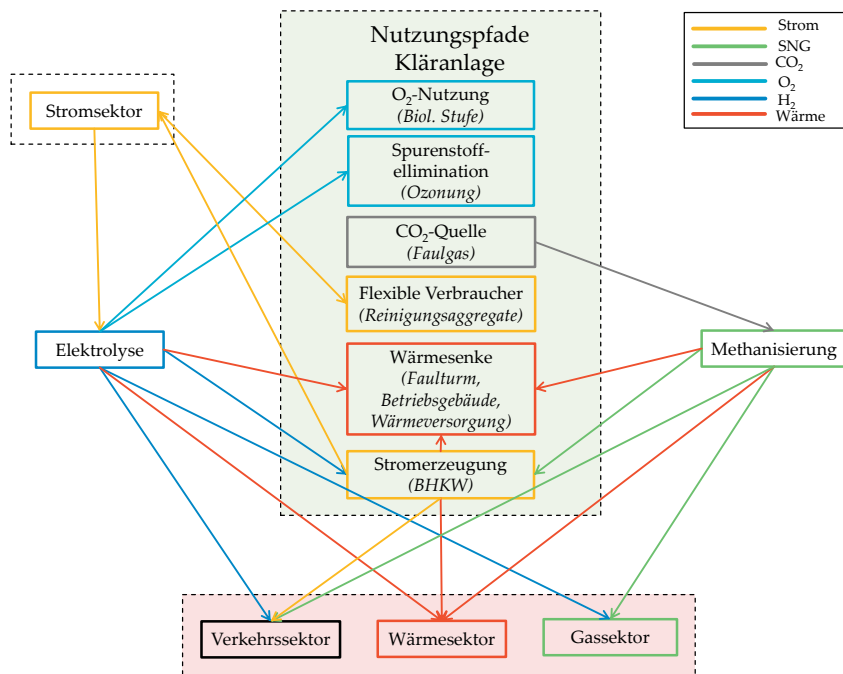 Nutzungspfade
Kläranlage
Strom
SNG
CO₂
O₂
H₂
Wärme
Stromsektor
O₂-Nutzung
(Biol. Stufe)
Spurenstoff-
ellimination
(Ozonung)
CO₂-Quelle
(Faulgas)
Flexible Verbraucher
(Reinigungsaggregate)
Elektrolyse
Wärmesenke
(Faulturm,
Betriebsgebäude,
Wärmeversorgung)
Methanisierung
Stromerzeugung
(BHKW)
Verkehrssektor
Wärmesektor
Gassektor